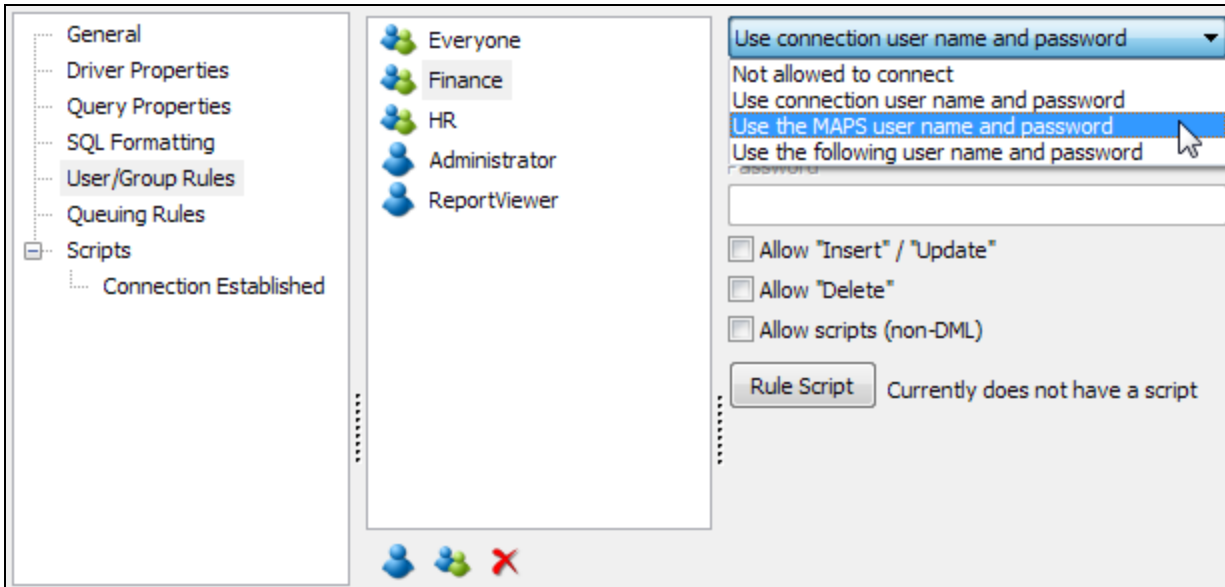 General
Driver Properties
Query Properties
SQL Formatting
User/Group Rules
Queuing Rules
Scripts
Connection Established
Everyone
Finance
HR
Administrator
ReportViewer
Use connection user name and password
Not allowed to connect
Use connection user name and password
Use the MAPS user name and password
Use the following user name and password
Password
Allow "Insert" / "Update"
Allow "Delete"
Allow scripts (non-DML)
Rule Script Currently does not have a script